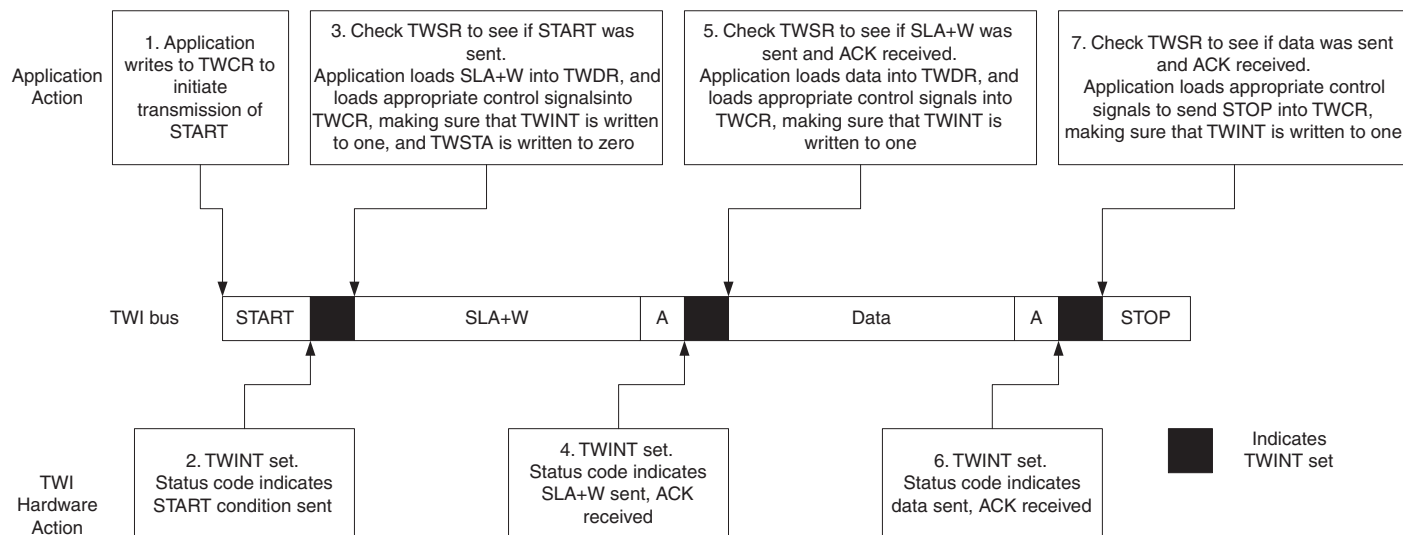 Application
Action
1. Application
writes to TWCR to
initiate
transmission of
START
3. Check TWSR to see if START was
sent.
Application loads SLA+W into TWDR, and
loads appropriate control signalsinto
TWCR, making sure that TWINT is written
to one, and TWSTA is written to zero
5. Check TWSR to see if SLA+W was
sent and ACK received.
Application loads data into TWDR, and
loads appropriate control signals into
TWCR, making sure that TWINT is
written to one
7. Check TWSR to see if data was sent
and ACK received.
Application loads appropriate control
signals to send STOP into TWCR,
making sure that TWINT is written to one
TWI bus
START
SLA+W
A
Data
A
STOP
TWI
Hardware
Action
2. TWINT set.
Status code indicates
START condition sent
4. TWINT set.
Status code indicates
SLA+W sent, ACK
received
6. TWINT set.
Status code indicates
data sent, ACK received
Indicates
TWINT set